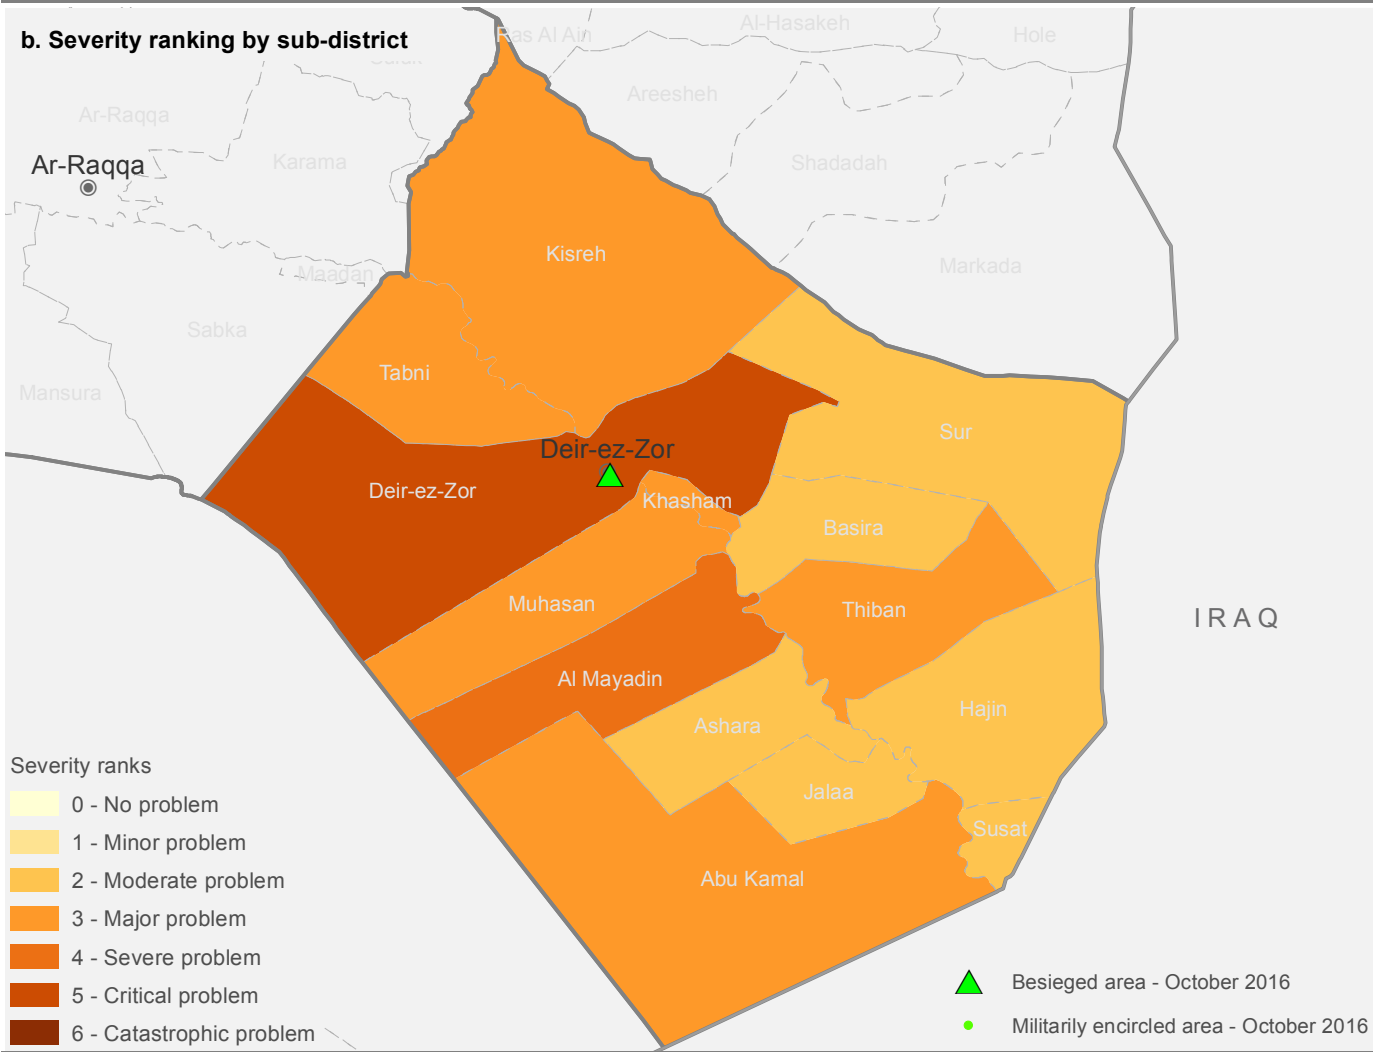 b. Severity ranking by sub-district
Ras Al Ain
Al-Hasakeh
Hole
Areesheh
Ar-Raqqa
Ar-Raqqa
Karama
Shadadah
Kisreh
Markada
Maadan
Sabka
Tabni
Mansura
Sur
Deir-ez-Zor
Deir-ez-Zor
Khasham
Basira
Muhasan
Thiban
IRAQ
Al Mayadin
Ashara
Hajin
Jalaa
Susat
Abu Kamal
Severity ranks
0 - No problem
1 - Minor problem
2 - Moderate problem
3 - Major problem
4 - Severe problem
5 - Critical problem
6 - Catastrophic problem
Besieged area - October 2016
Militarily encircled area - October 2016